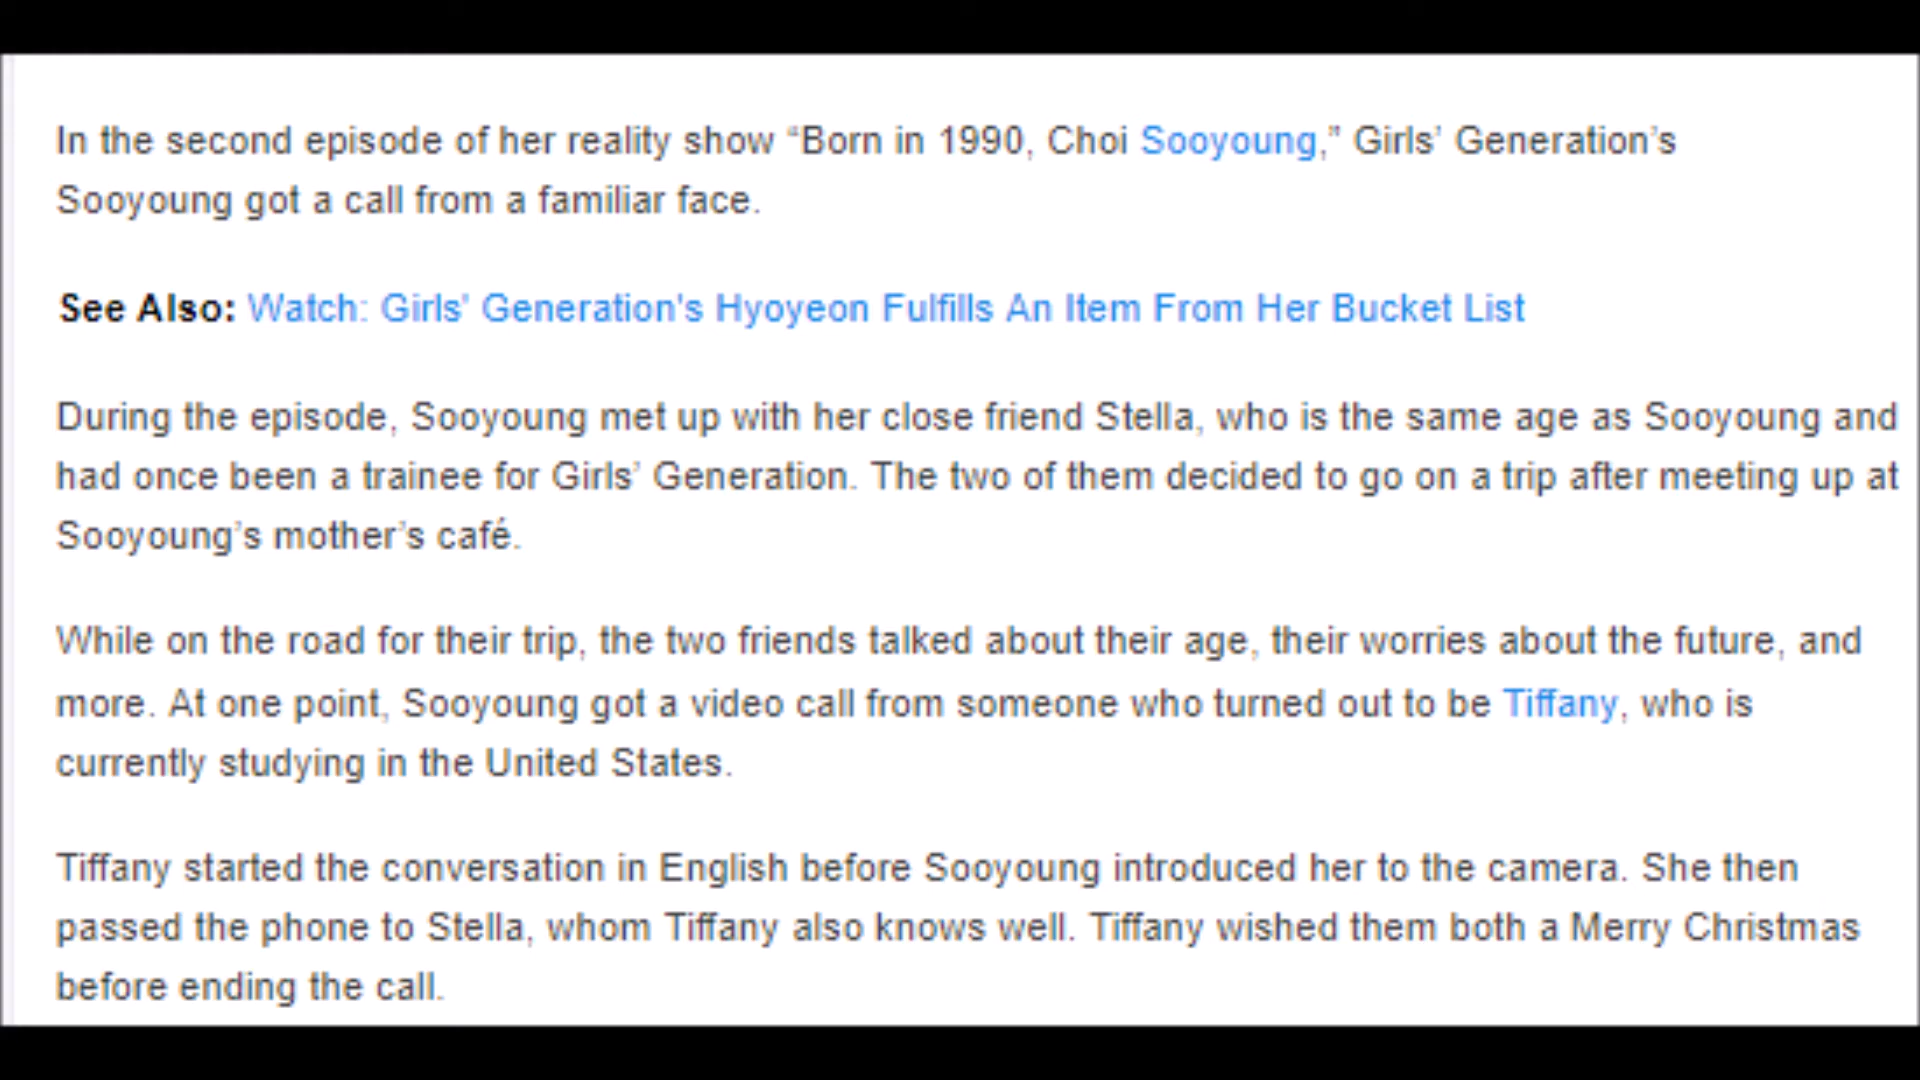 In the second episode of her reality show “Born in 1990, Choi Sooyoung,” Girls’ Generation’s
Sooyoung got a call from a familiar face.
See Also: Watch: Girls' Generation's Hyoyeon Fulfills An Item From Her Bucket List
During the episode, Sooyoung met up with her close friend Stella, who is the same age as Sooyoung and
had once been a trainee for Girls’ Generation. The two of them decided to go on a trip after meeting up at
Sooyoung’s mother’s café.
While on the road for their trip, the two friends talked about their age, their worries about the future, and
more. At one point, Sooyoung got a video call from someone who turned out to be Tiffany, who is
currently studying in the United States.
Tiffany started the conversation in English before Sooyoung introduced her to the camera. She then
passed the phone to Stella, whom Tiffany also knows well. Tiffany wished them both a Merry Christmas
before ending the call.